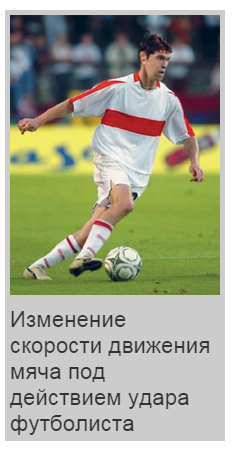 Изменение
скорости движения
мяча под
действием удара
футболиста